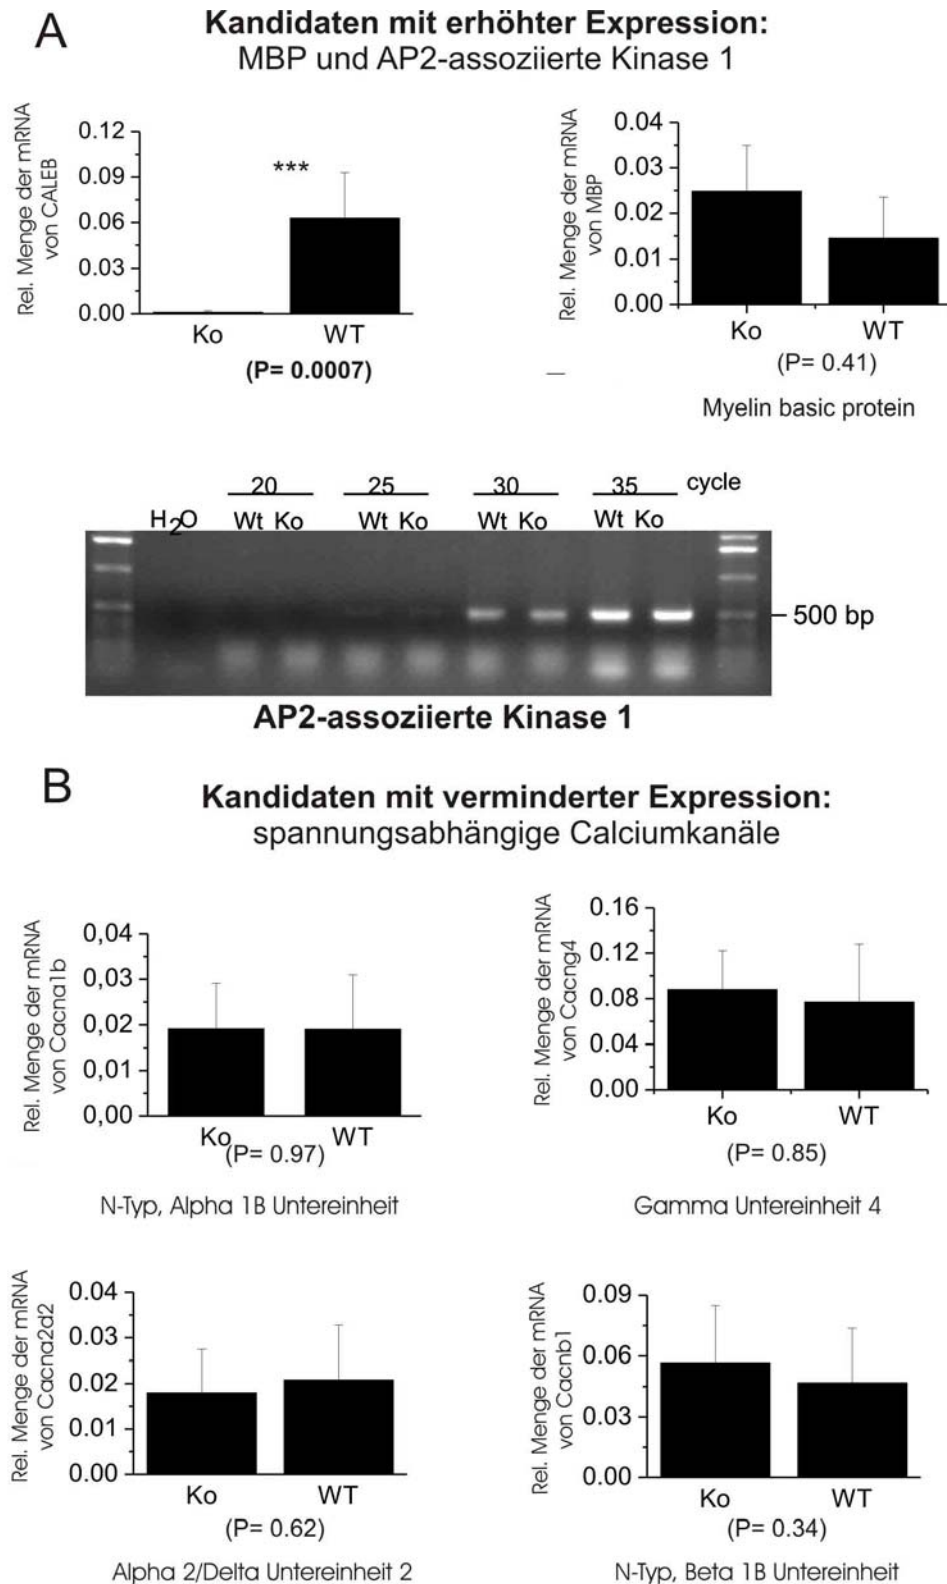 A
Kandidaten mit erhöhter Expression:
MBP und AP2-assoziierte Kinase 1
Rel. Menge der mRNA
von CALEB
0.12
0.09
0.06
0.03
0.00
***
Ko WT
(P= 0.0007)
Rel. Menge der mRNA
von MBP
0.04
0.03
0.02
0.01
0.00
Ko WT
(P= 0.41)
Myelin basic protein
20 25 30 35 cycle
H2O Wt Ko Wt Ko Wt Ko Wt Ko
500 bp
AP2-assoziierte Kinase 1
B
Kandidaten mit verminderter Expression:
spannungsabhängige Calciumkanäle
Rel. Menge der mRNA
von Cacna1b
0,04
0,03
0,02
0,01
0,00
Ko WT
(P= 0.97)
N-Typ, Alpha 1B Untereinheit
Rel. Menge der mRNA
von Cacng4
0.16
0.12
0.08
0.04
0.00
Ko WT
(P= 0.85)
Gamma Untereinheit 4
Rel. Menge der mRNA
von Cacna2d2
0.04
0.03
0.02
0.01
0.00
Ko WT
(P= 0.62)
Alpha 2/Delta Untereinheit 2
Rel. Menge der mRNA
von Cacnb1
0.09
0.06
0.03
0.00
Ko WT
(P= 0.34)
N-Typ, Beta 1B Untereinheit